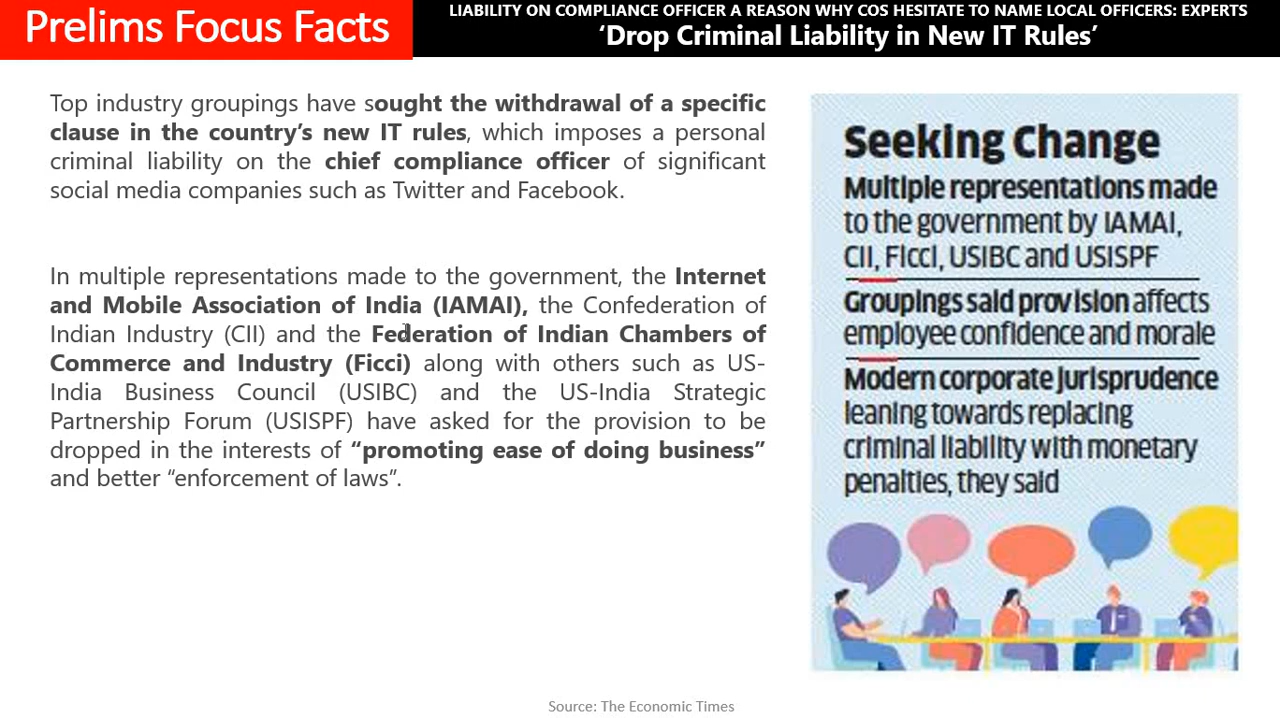 Prelims Focus Facts
LIABILITY ON COMPLIANCE OFFICER A REASON WHY COS HESITATE TO NAME LOCAL OFFICERS: EXPERTS
‘Drop Criminal Liability in New IT Rules’
Top industry groupings have sought the withdrawal of a specific
clause in the country’s new IT rules, which imposes a personal
criminal liability on the chief compliance officer of significant
social media companies such as Twitter and Facebook.
In multiple representations made to the government, the Internet
and Mobile Association of India (IAMAI), the Confederation of
Indian Industry (CII) and the Federation of Indian Chambers of
Commerce and Industry (Ficci) along with others such as US-
India Business Council (USIBC) and the US-India Strategic
Partnership Forum (USISPF) have asked for the provision to be
dropped in the interests of “promoting ease of doing business”
and better “enforcement of laws”.
Seeking Change
Multiple representations made
to the government by IAMAI,
CII, Ficci, USIBC and USISPF
Groupings said provision affects
employee confidence and morale
Modern corporate jurisprudence
leaning towards replacing
criminal liability with monetary
penalties, they said
Source: The Economic Times